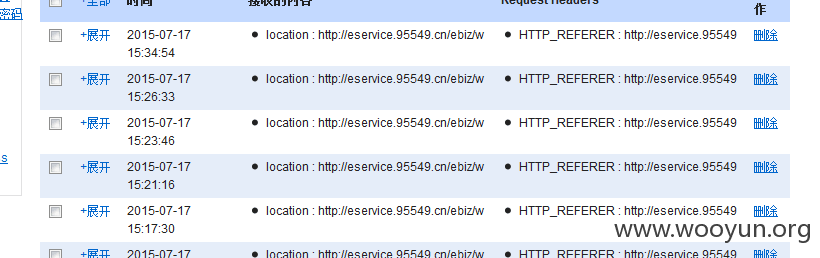 +全部 时间 接收的内容 Request Headers
作
密码
+展开 2015-07-17 15:34:54 location : http://eservice.95549.cn/ebiz/w HTTP_REFERER : http://eservice.95549 删除
+展开 2015-07-17 15:26:33 location : http://eservice.95549.cn/ebiz/w HTTP_REFERER : http://eservice.95549 删除
+展开 2015-07-17 15:23:46 location : http://eservice.95549.cn/ebiz/w HTTP_REFERER : http://eservice.95549 删除
s
+展开 2015-07-17 15:21:16 location : http://eservice.95549.cn/ebiz/w HTTP_REFERER : http://eservice.95549 删除
+展开 2015-07-17 15:17:30 location : http://eservice.95549.cn/ebiz/w HTTP_REFERER : http://eservice.95549 删除
www.wooyun.org
+展开 2015-07-17 location : http://eservice.95549.cn/ebiz/w HTTP_REFERER : http://eservice.95549 删除